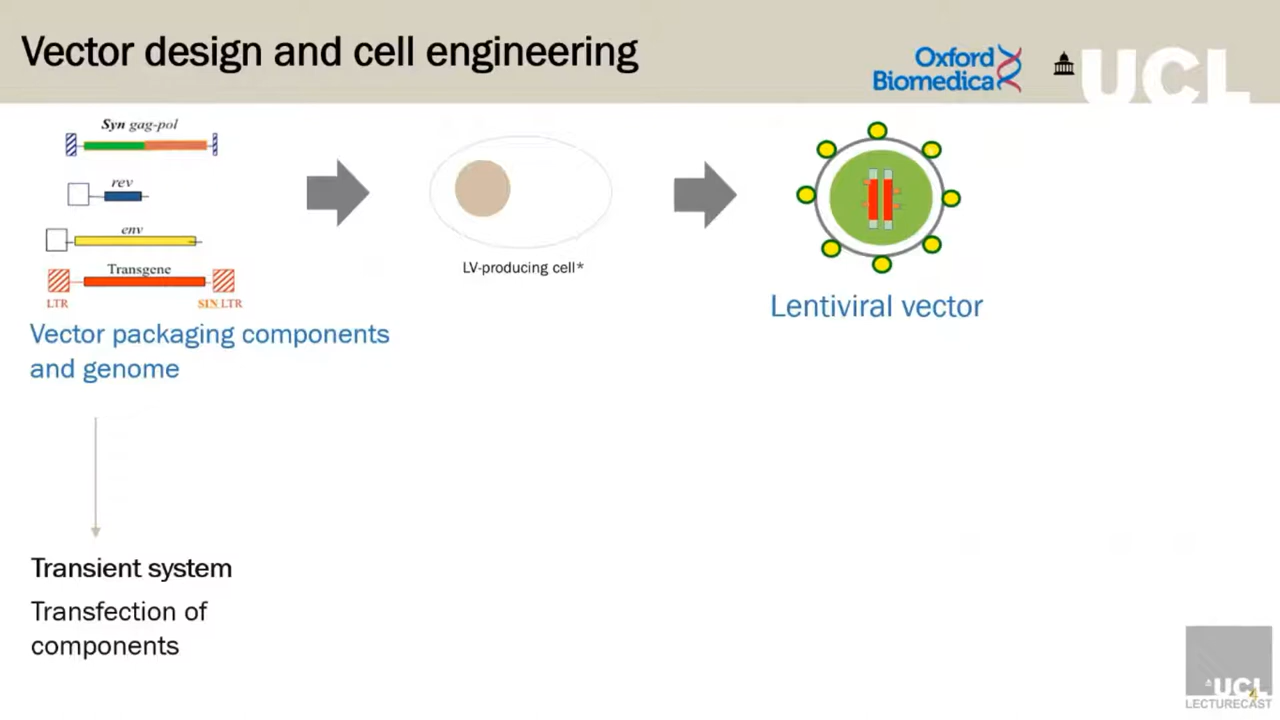 Vector design and cell engineering
Oxford
Biomedica
UCL
Syn gag-pol
rev
env
Transgene
LTR
SIN LTR
LV-producing cell*
Lentiviral vector
Vector packaging components
and genome
Transient system
Transfection of
components
UCL
4
LECTURECAST